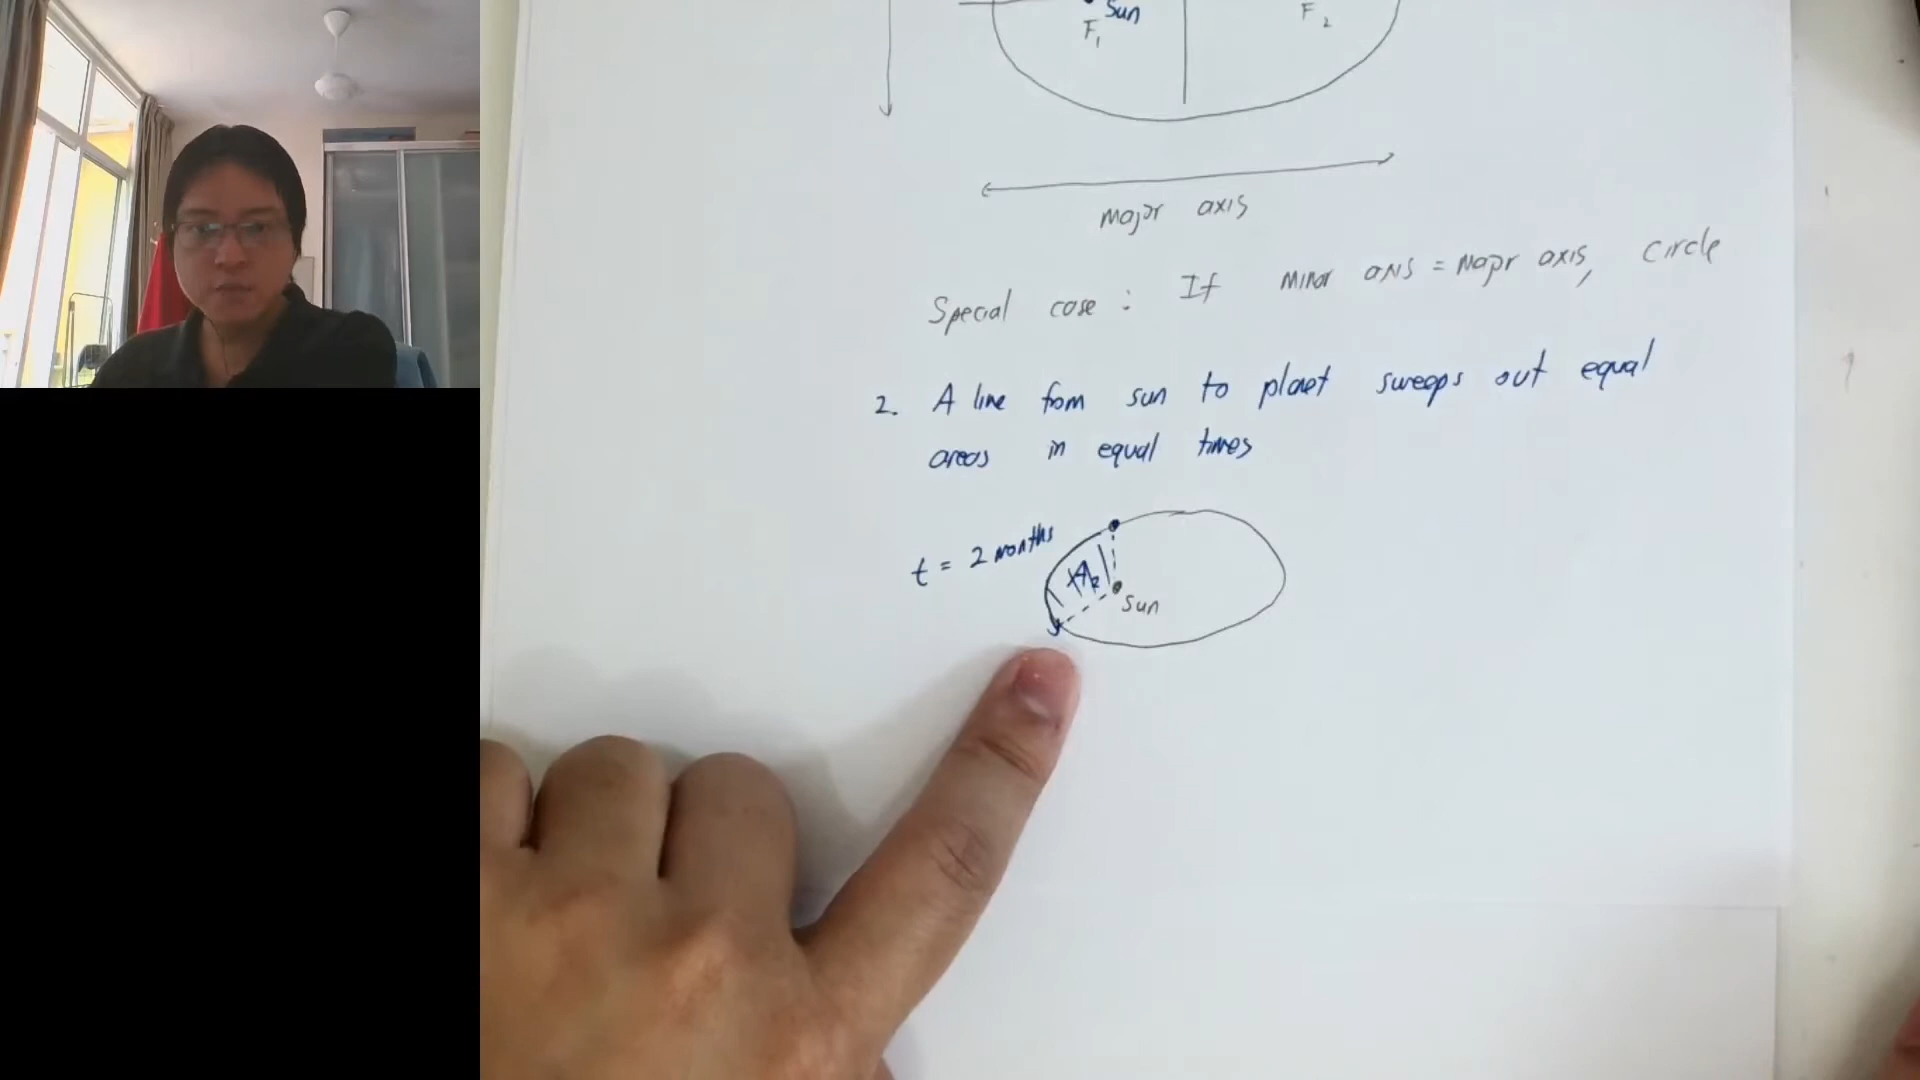 Sun
F1
F2
major axis
Special case : If minor axis = major axis, circle
2. A line from sun to planet sweeps out equal
areas in equal times
t = 2 months
Sun